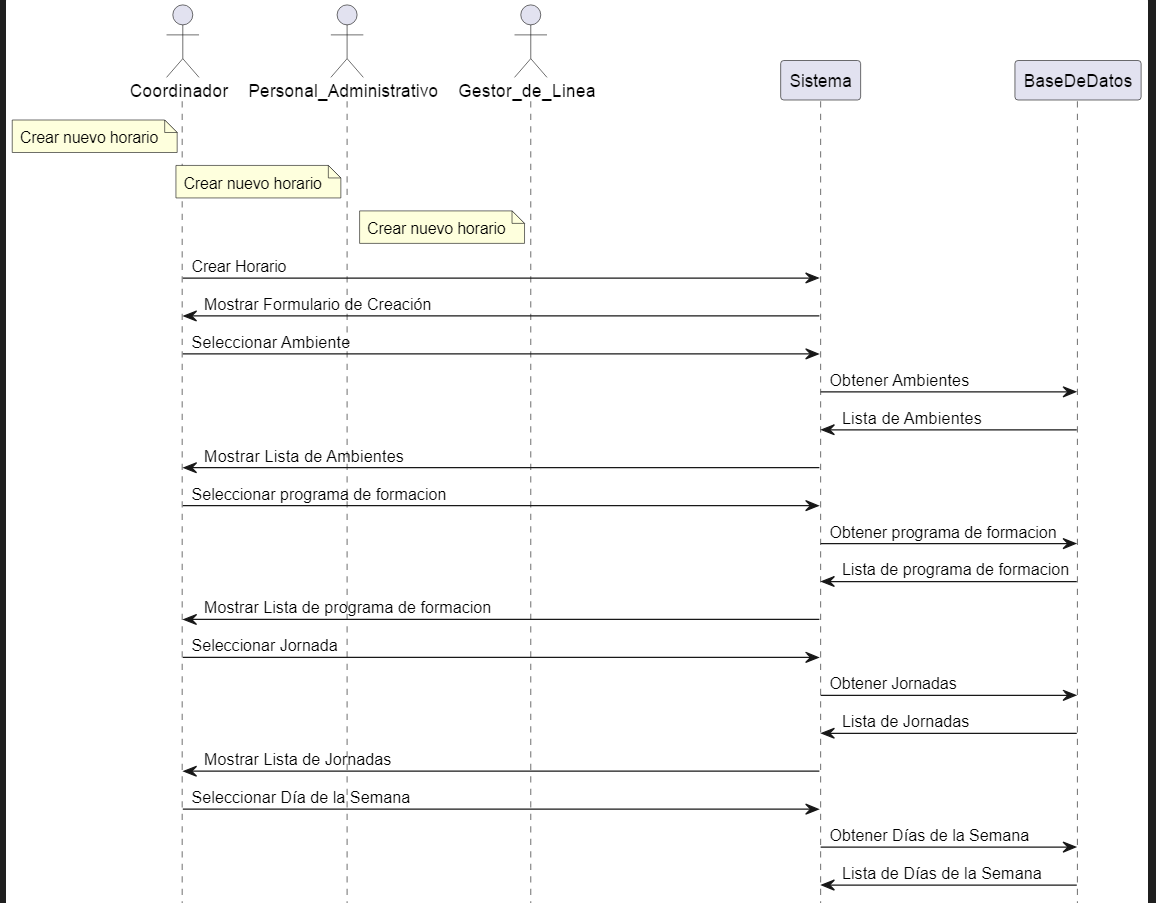 Coordinador
Personal_Administrativo
Gestor_de_Linea
Sistema
BaseDeDatos
Crear nuevo horario
Crear nuevo horario
Crear nuevo horario
Crear Horario
Mostrar Formulario de Creación
Seleccionar Ambiente
Obtener Ambientes
Lista de Ambientes
Mostrar Lista de Ambientes
Seleccionar programa de formacion
Obtener programa de formacion
Lista de programa de formacion
Mostrar Lista de programa de formacion
Seleccionar Jornada
Obtener Jornadas
Lista de Jornadas
Mostrar Lista de Jornadas
Seleccionar Día de la Semana
Obtener Días de la Semana
Lista de Días de la Semana